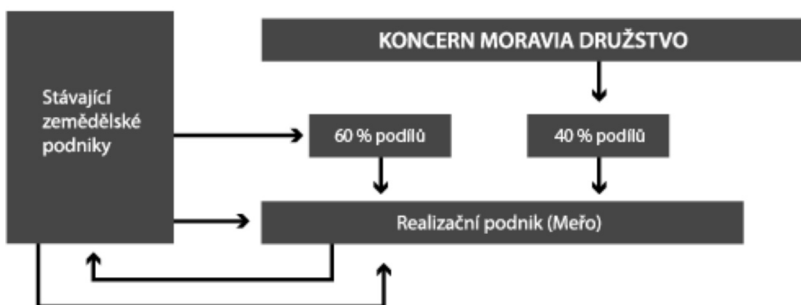 KONCERN MORAVIA DRUŽSTVO
Stávající
zemědělské
podniky
60 % podílů
40 % podílů
Realizační podnik (Meřo)